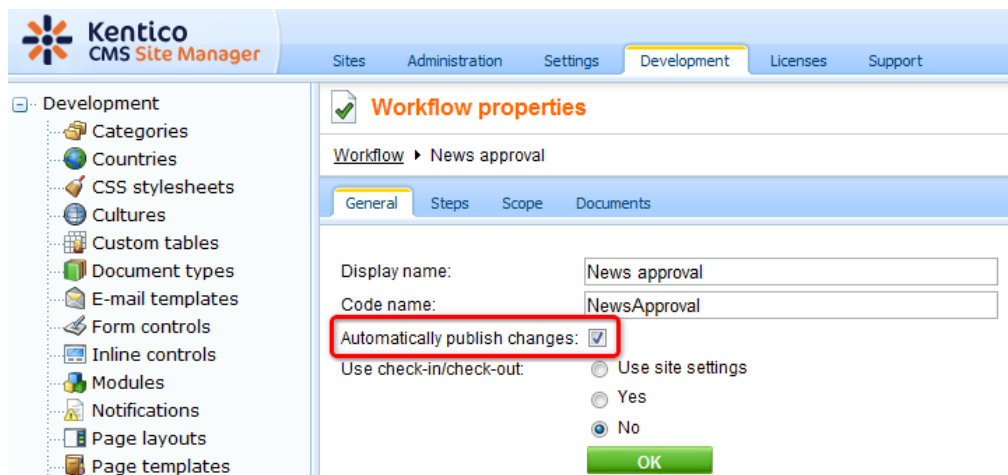 Kentico
CMS Site Manager
Sites Administration Settings Development Licenses Support
Development
Categories
Countries
CSS stylesheets
Cultures
Custom tables
Document types
E-mail templates
Form controls
Inline controls
Modules
Notifications
Page layouts
Page templates
Workflow properties
Workflow News approval
General Steps Scope Documents
Display name: News approval
Code name: NewsApproval
Automatically publish changes:
Use check-in/check-out: Use site settings
Yes
No
OK